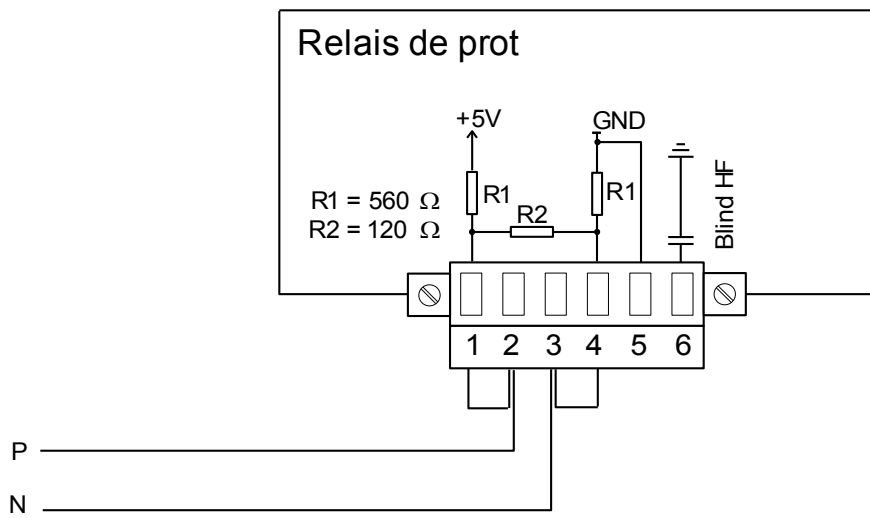 Relais de prot
+5V
GND
R1
R1
R2
R1 = 560 Ω
R2 = 120 Ω
Blind HF
1 2 3 4 5 6
P
N